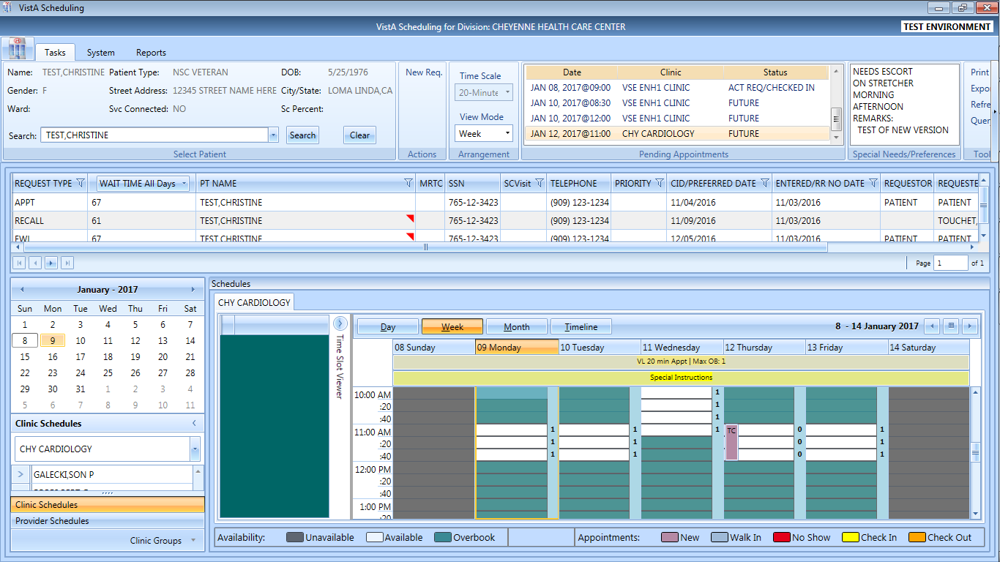 VistA Scheduling
VistA Scheduling for Division: CHEYENNE HEALTH CARE CENTER
TEST ENVIRONMENT
Tasks System Reports
Name: TEST,CHRISTINE Patient Type: NSC VETERAN DOB: 5/25/1976
Gender: F Street Address: 12345 STREET NAME HERE City/State: LOMA LINDA,CA
Ward: Svc Connected: NO Sc Percent:
Search: TEST,CHRISTINE Search Clear
Select Patient
New Req.
Actions
Time Scale
20-Minute
View Mode
Week
Arrangement
Date Clinic Status
JAN 08, 2017@09:00 VSE ENH1 CLINIC ACT REQ/CHECKED IN
JAN 10, 2017@08:30 VSE ENH1 CLINIC FUTURE
JAN 10, 2017@12:00 VSE ENH1 CLINIC FUTURE
JAN 12, 2017@11:00 CHY CARDIOLOGY FUTURE
Pending Appointments
NEEDS ESCORT
ON STRETCHER
MORNING
AFTERNOON
REMARKS:
TEST OF NEW VERSION
Special Needs/Preferences
Print
Expo
Refre
Query
Tool
REQUEST TYPE WAIT TIME All Days PT NAME MRTC SSN SCVisit TELEPHONE PRIORITY CID/PREFERRED DATE ENTERED/RR NO DATE REQUESTOR REQUESTE
APPT 67 TEST,CHRISTINE 765-12-3423 (909) 123-1234 11/04/2016 11/03/2016 PATIENT PATIENT
RECALL 61 TEST,CHRISTINE 765-12-3423 (909) 123-1234 11/09/2016 11/03/2016 TOUCHET,
EWL 67 TEST,CHRISTINE 765-12-3423 (909) 123-1234 12/05/2016 11/03/2016 PATIENT PATIENT
Page 1 of 1
January - 2017
Sun Mon Tue Wed Thu Fri Sat
1 2 3 4 5 6 7
8 9 10 11 12 13 14
15 16 17 18 19 20 21
22 23 24 25 26 27 28
29 30 31 1 2 3 4
5 6 7 8 9 10 11
Clinic Schedules
CHY CARDIOLOGY
GALECKI,SON P
Clinic Schedules
Provider Schedules
Clinic Groups
Schedules
CHY CARDIOLOGY
Time Slot Viewer
Day Week Month Timeline 8 - 14 January 2017
08 Sunday 09 Monday 10 Tuesday 11 Wednesday 12 Thursday 13 Friday 14 Saturday
VL 20 min Appt | Max OB: 1
Special Instructions
10:00 AM 1
:20 1
:40 1
11:00 AM 1 1 1 TC 0 1
:20 1 1 0 1
:40 1 1 0 1
12:00 PM
:20
:40
1:00 PM
:20
Availability: Unavailable Available Overbook Appointments: New Walk In No Show Check In Check Out